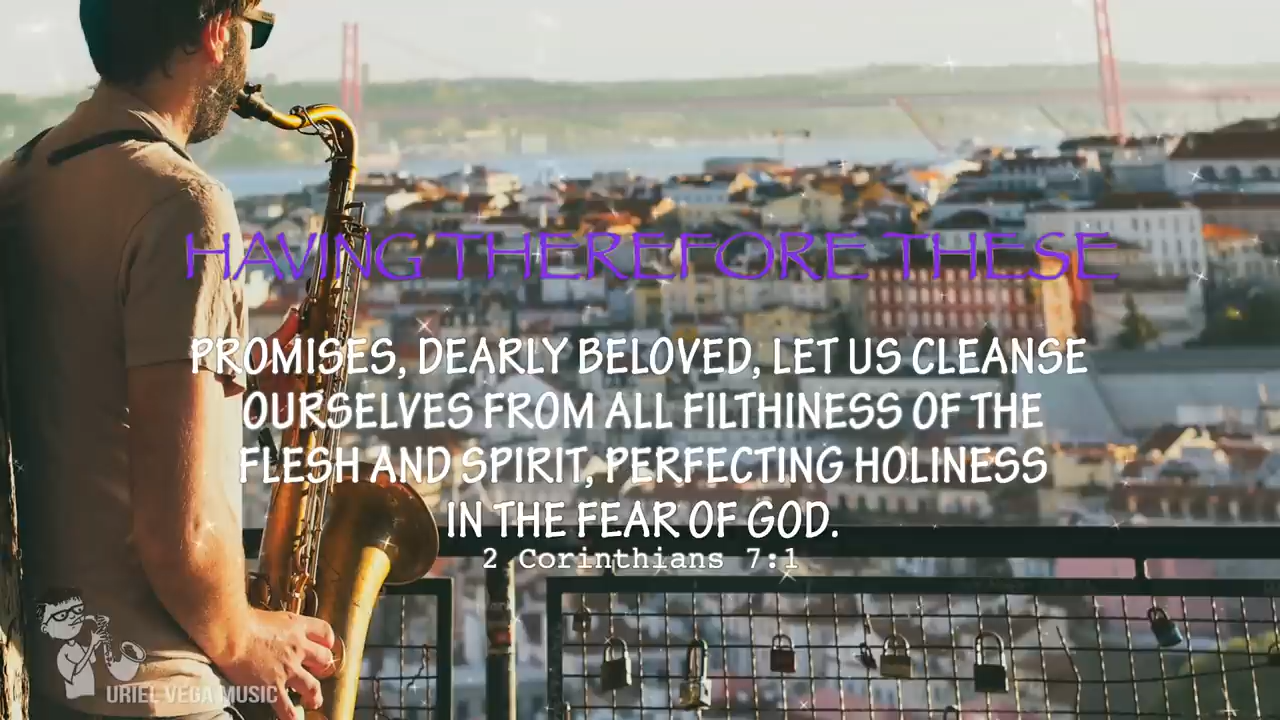 HAVING THEREFORE THESE
PROMISES, DEARLY BELOVED, LET US CLEANSE
OURSELVES FROM ALL FILTHINESS OF THE
FLESH AND SPIRIT, PERFECTING HOLINESS
IN THE FEAR OF GOD.
2 Corinthians 7:1
URIEL VEGA MUSIC